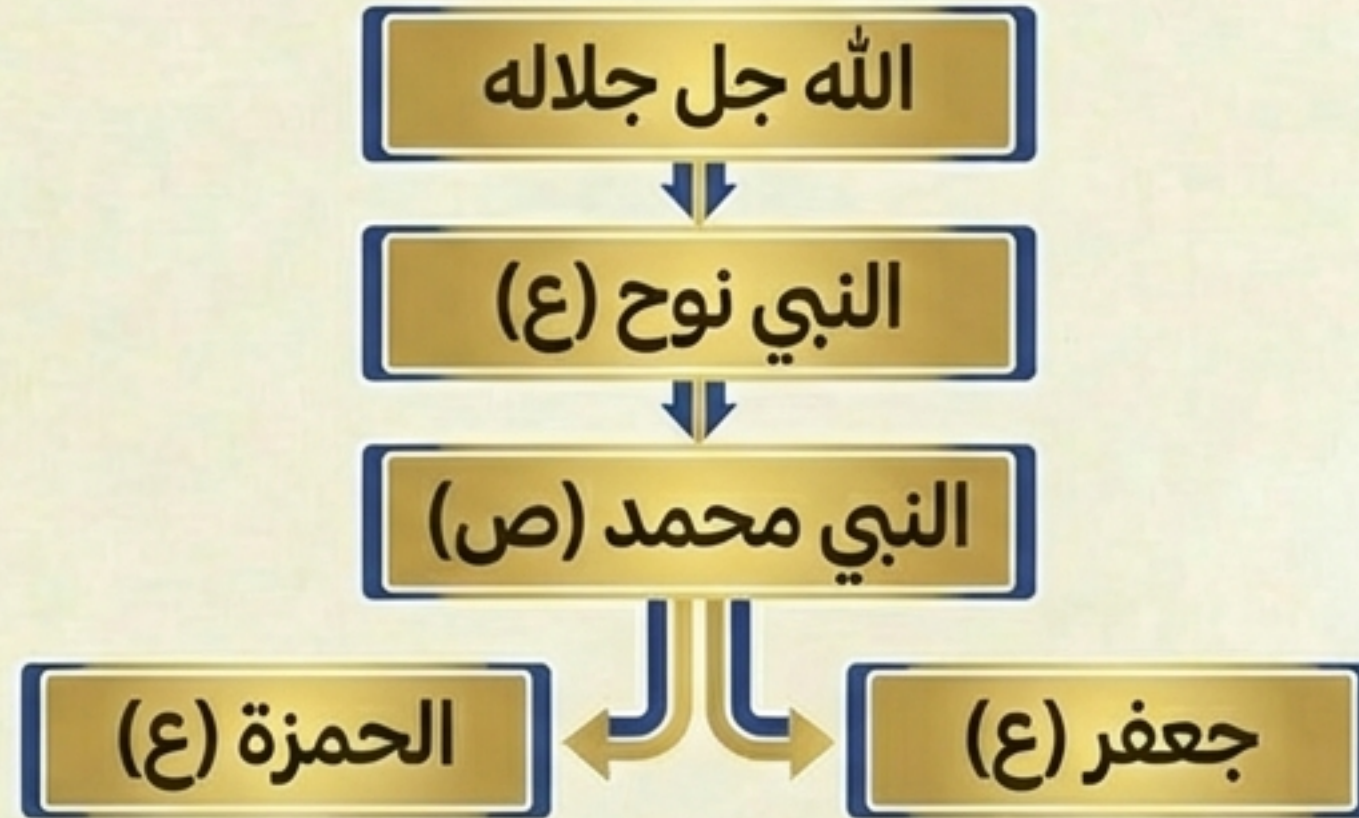 الله جل جلاله
النبي نوح (ع)
النبي محمد (ص)
جعفر (ع)
الحمزة (ع)